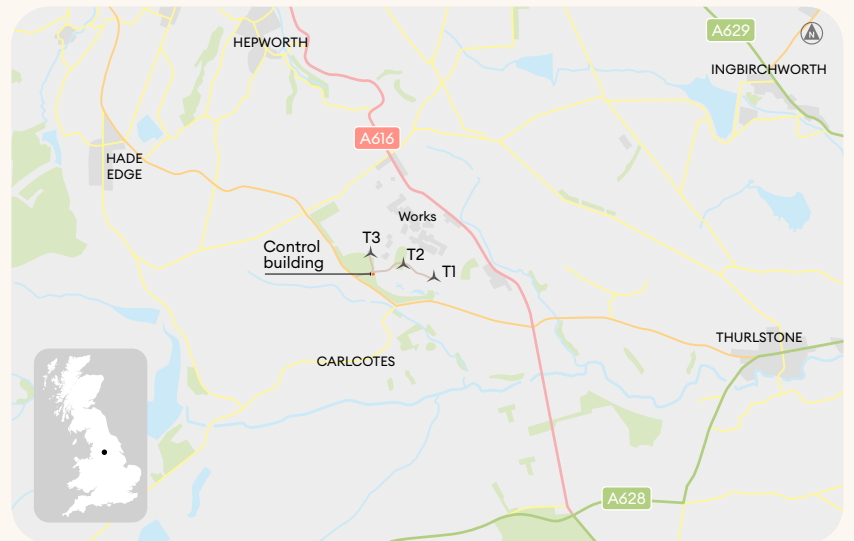 A629
N
HEPWORTH
INGBIRCHWORTH
A616
HADE
EDGE
Works
T3
Control
building
T2
T1
THURLSTONE
CARLCOTES
A628